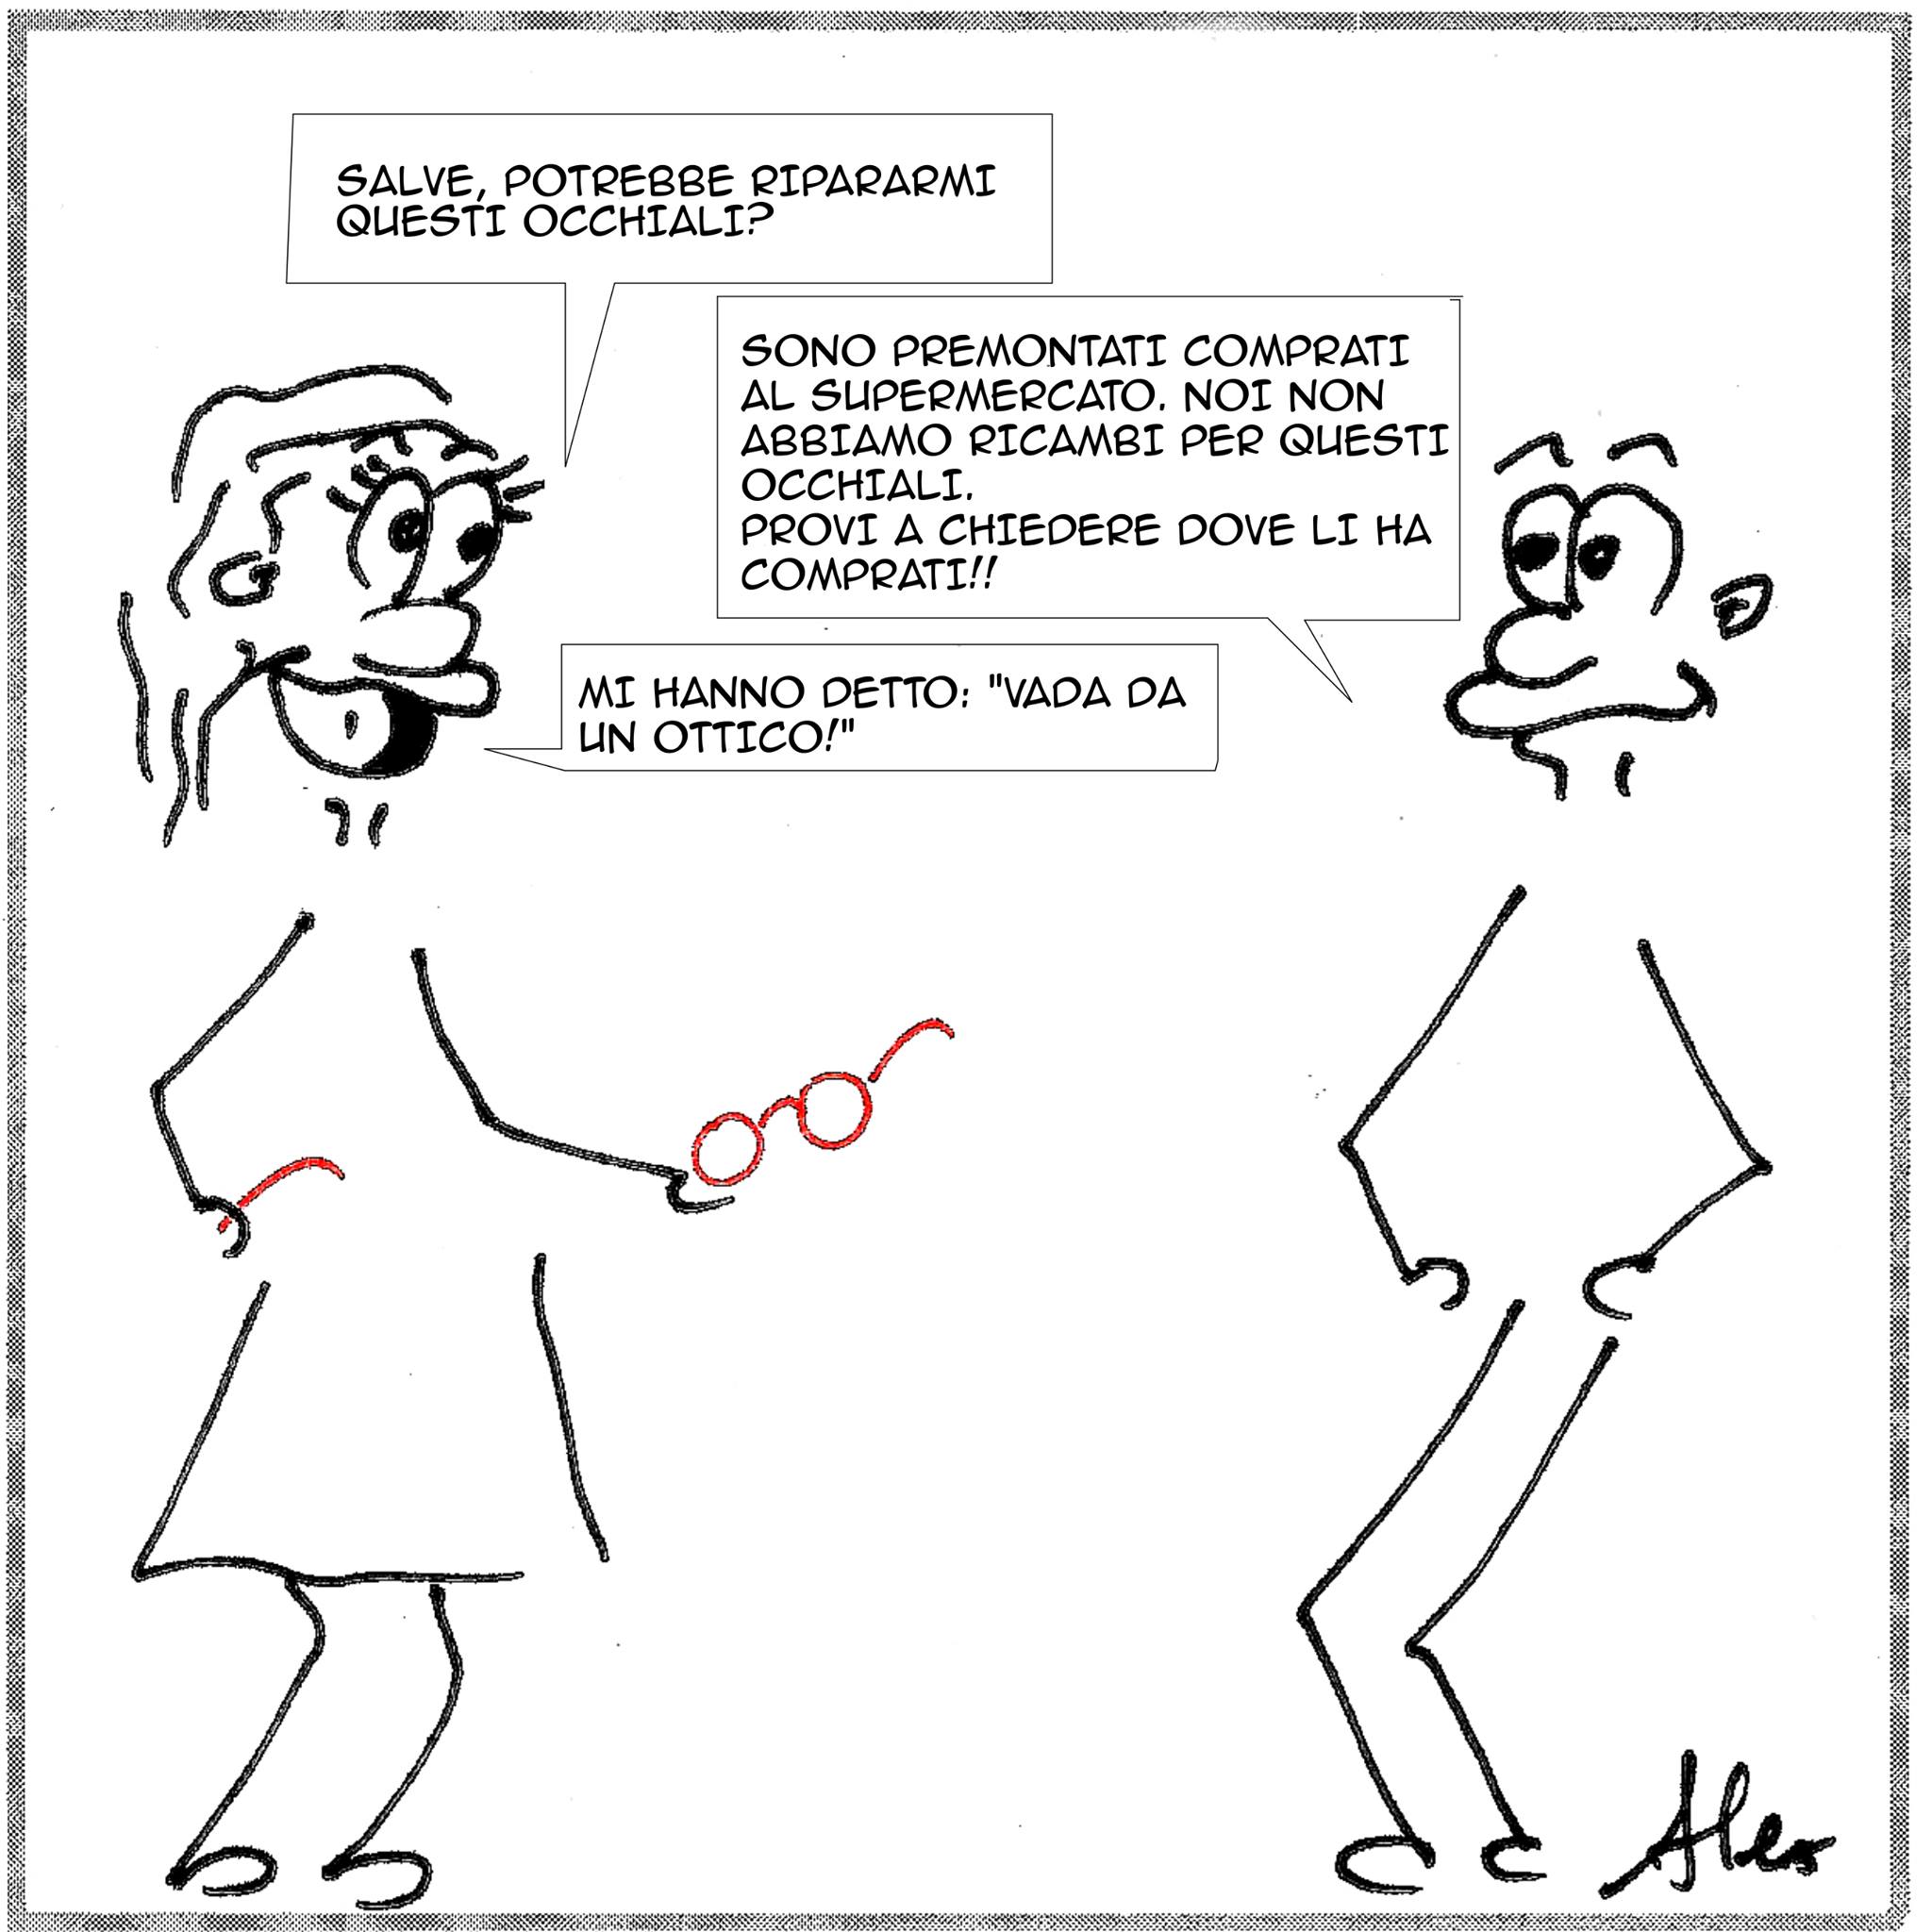 SALVE, POTREBBE RIPARARMI
QUESTI OCCHIALI?
SONO PREMONTATI COMPRATI
AL SUPERMERCATO. NOI NON
ABBIAMO RICAMBI PER QUESTI
OCCHIALI.
PROVI A CHIEDERE DOVE LI HA
COMPRATI!!
MI HANNO DETTO: "VADA DA
UN OTTICO!"
Alex